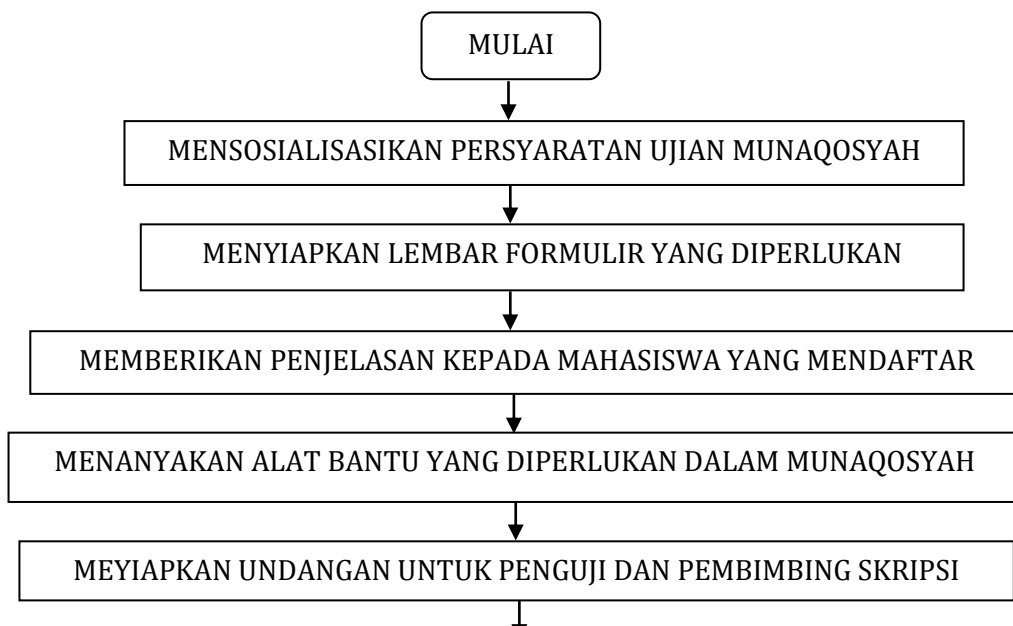 MULAI
MENSOSIALISASIKAN PERSYARATAN UJIAN MUNAQOSYAH
MENYIAPKAN LEMBAR FORMULIR YANG DIPERLUKAN
MEMBERIKAN PENJELASAN KEPADA MAHASISWA YANG MENDAFTAR
MENANYAKAN ALAT BANTU YANG DIPERLUKAN DALAM MUNAQOSYAH
MEYIAPKAN UNDANGAN UNTUK PENGUJI DAN PEMBIMBING SKRIPSI